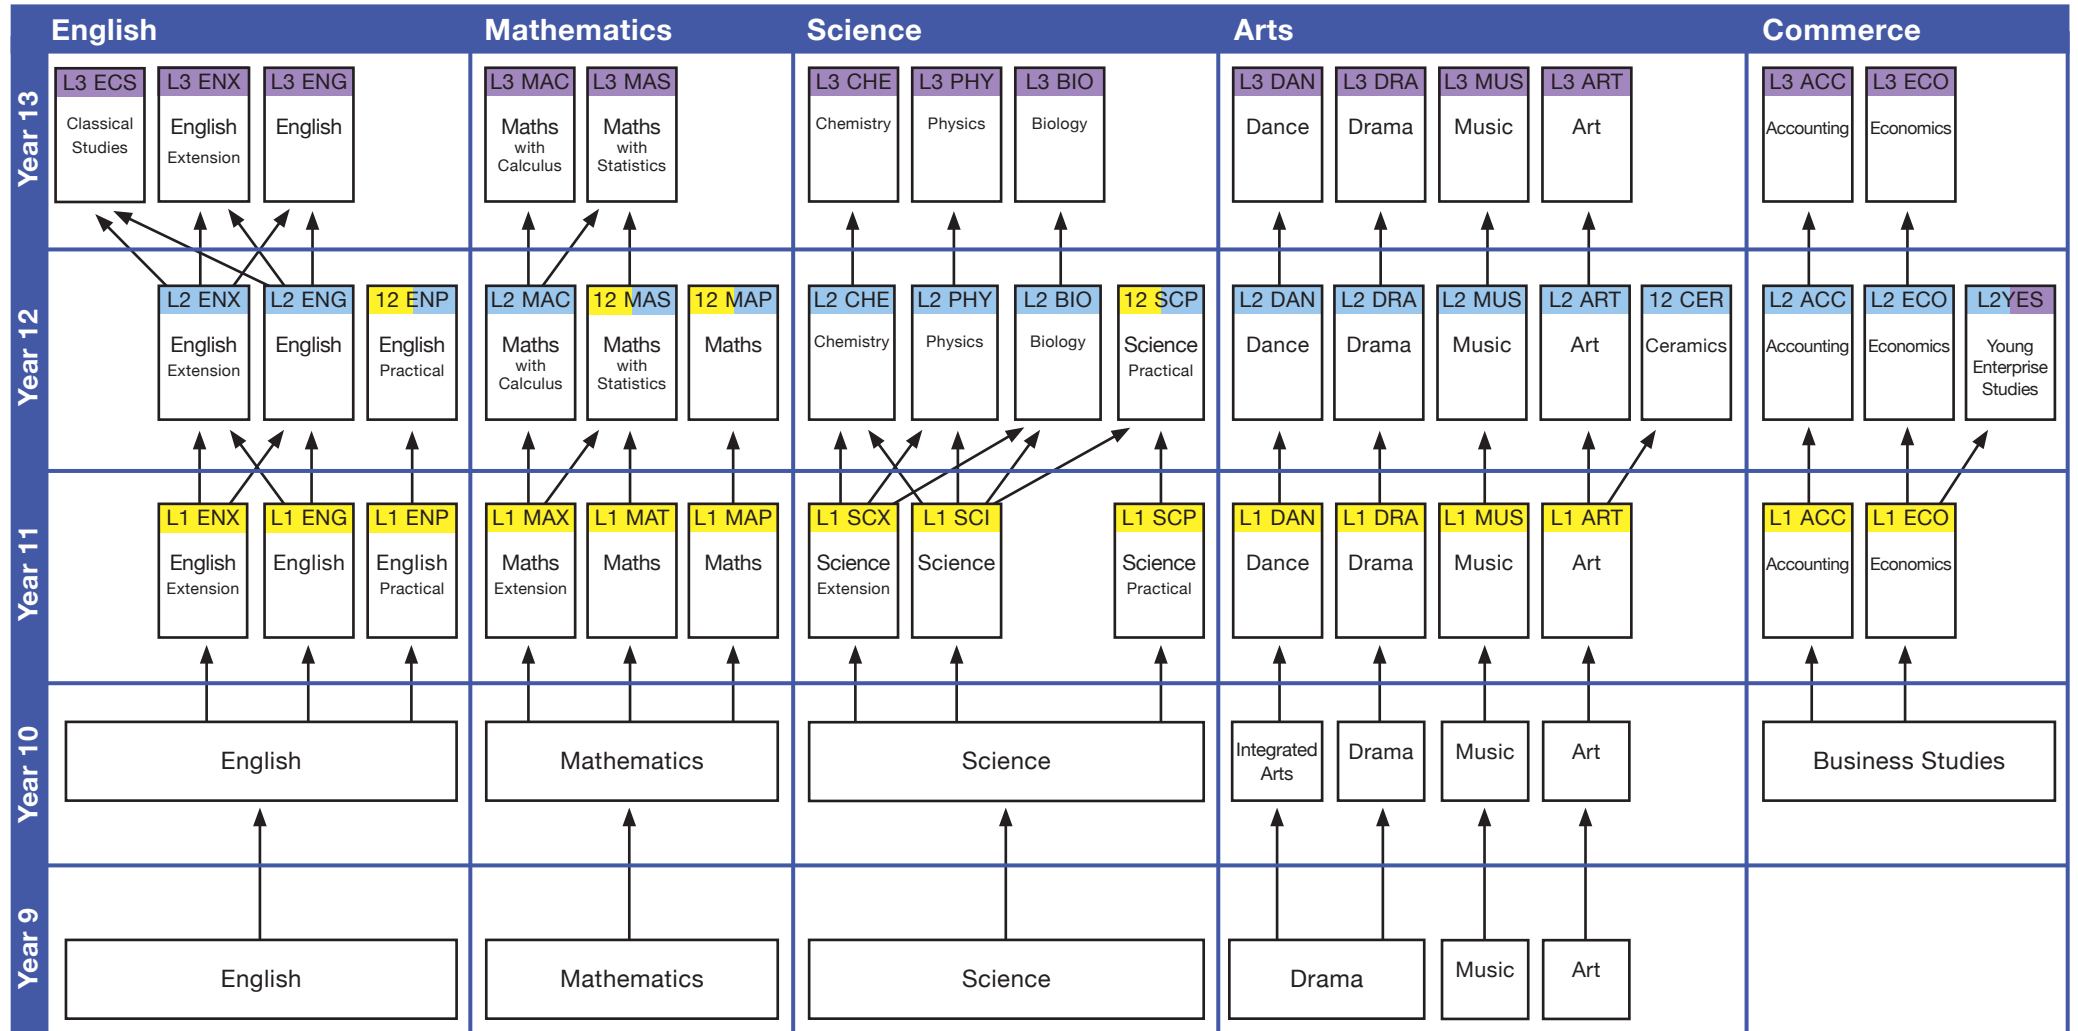 English Mathematics Science Arts Commerce
Year 13
L3 ECS L3 ENX L3 ENG L3 MAC L3 MAS L3 CHE L3 PHY L3 BIO L3 DAN L3 DRA L3 MUS L3 ART L3 ACC L3 ECO
Classical
Studies
English
Extension
English
Maths
with
Calculus
Maths
with
Statistics
Chemistry
Physics
Biology
Dance
Drama
Music
Art
Accounting
Economics
Year 12
L2 ENX L2 ENG 12 ENP L2 MAC 12 MAS 12 MAP L2 CHE L2 PHY L2 BIO 12 SCP L2 DAN L2 DRA L2 MUS L2 ART 12 CER L2 ACC L2 ECO L2YES
English
Extension
English
English
Practical
Maths
with
Calculus
Maths
with
Statistics
Maths
Chemistry
Physics
Biology
Science
Practical
Dance
Drama
Music
Art
Ceramics
Accounting
Economics
Young
Enterprise
Studies
Year 11
L1 ENX L1 ENG L1 ENP L1 MAX L1 MAT L1 MAP L1 SCX L1 SCI L1 SCP L1 DAN L1 DRA L1 MUS L1 ART L1 ACC L1 ECO
English
Extension
English
English
Practical
Maths
Extension
Maths
Maths
Science
Extension
Science
Science
Practical
Dance
Drama
Music
Art
Accounting
Economics
Year 10
English
Mathematics
Science
Integrated
Arts
Drama
Music
Art
Business Studies
Year 9
English
Mathematics
Science
Drama
Music
Art